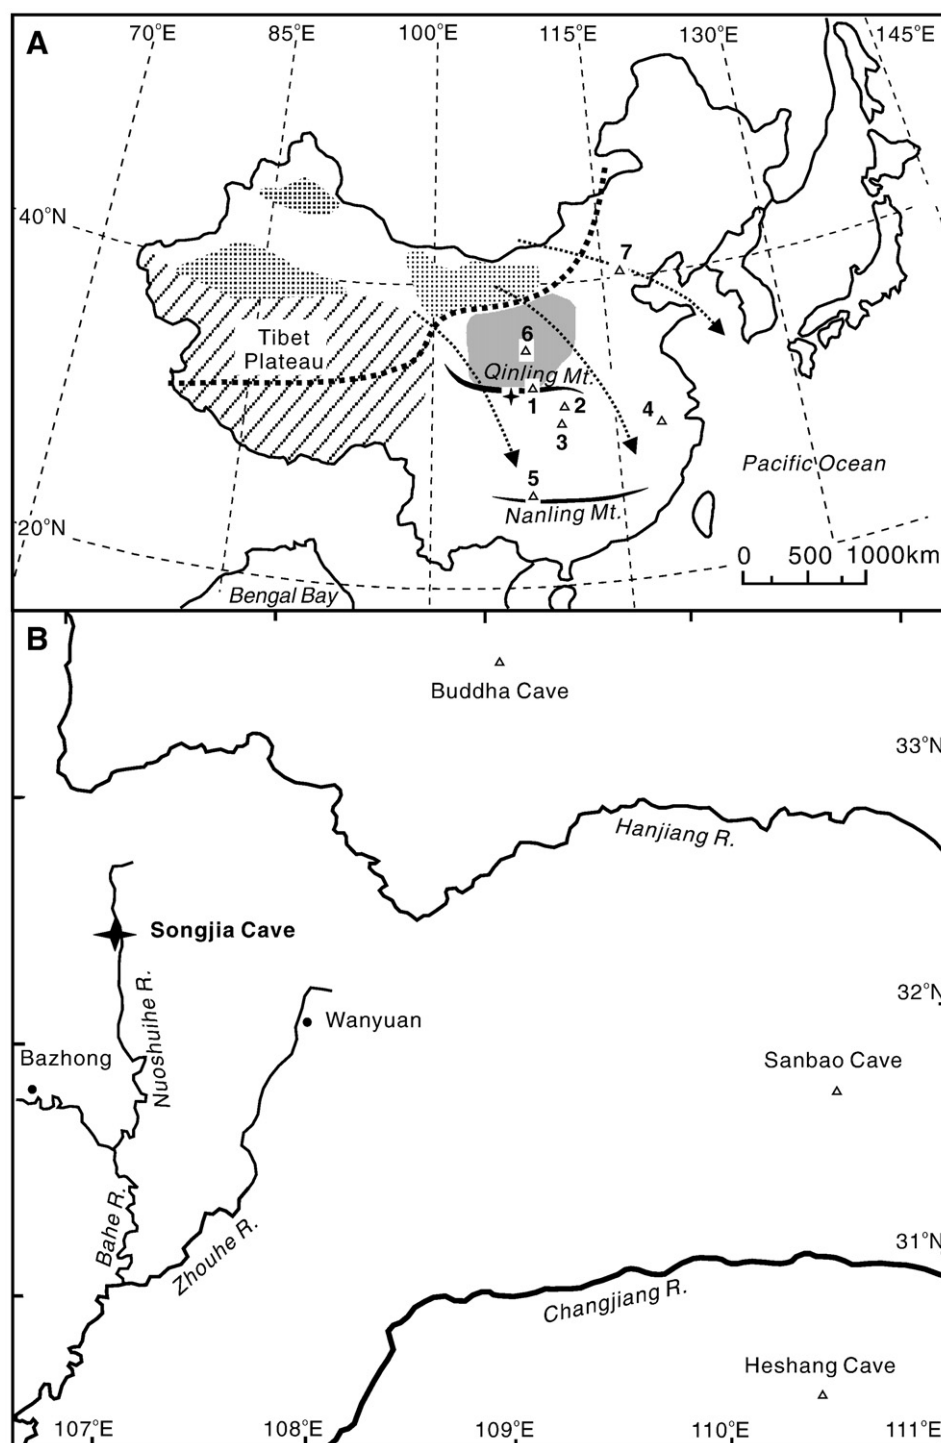 A
70°E
85°E
100°E
115°E
130°E
145°E
40°N
7
Tibet
Plateau
6
Qinling Mt.
1
2
3
4
5
Pacific Ocean
Nanling Mt.
20°N
0 500 1000km
Bengal Bay
B
Buddha Cave
33°N
Hanjiang R.
Songjia Cave
32°N
Nuoshuihe R.
Wanyuan
Bazhong
Sanbao Cave
Bahe R.
Zhouhe R.
31°N
Changjiang R.
Heshang Cave
107°E
108°E
109°E
110°E
111°E